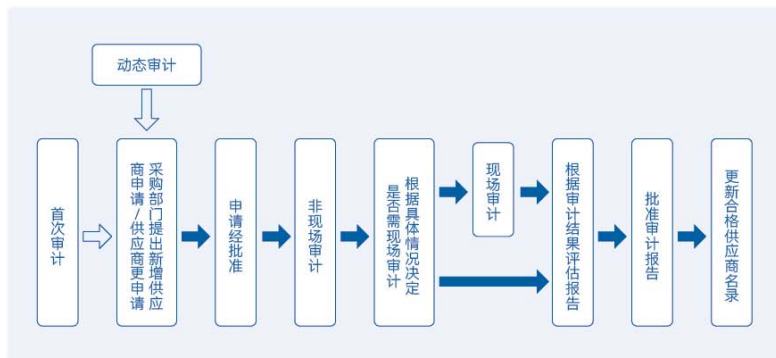 动态审计
首次审计
采购部门提出新增供应
商申请/供应商更申请
申请经批准
非现场审计
根据具体情况决定
是否需现场审计
现场审计
根据审计结果评估报告
批准审计报告
更新合格供应商名录